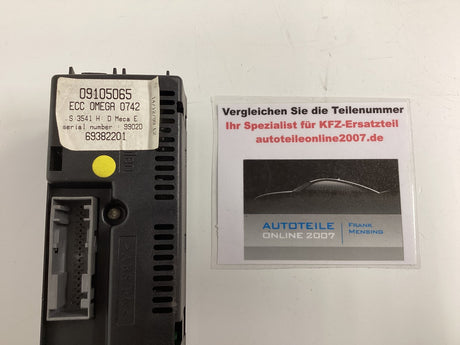 09105065
ECC OMEGA 0742
S 3541 H D Meca E
serial number 99020
69382201
Vergleichen Sie die Teilenummer
Ihr Spezialist für KFZ-Ersatzteil
autoteileonline2007.de
AUTOTEILE
ONLINE 2007
FRANK
MENSING